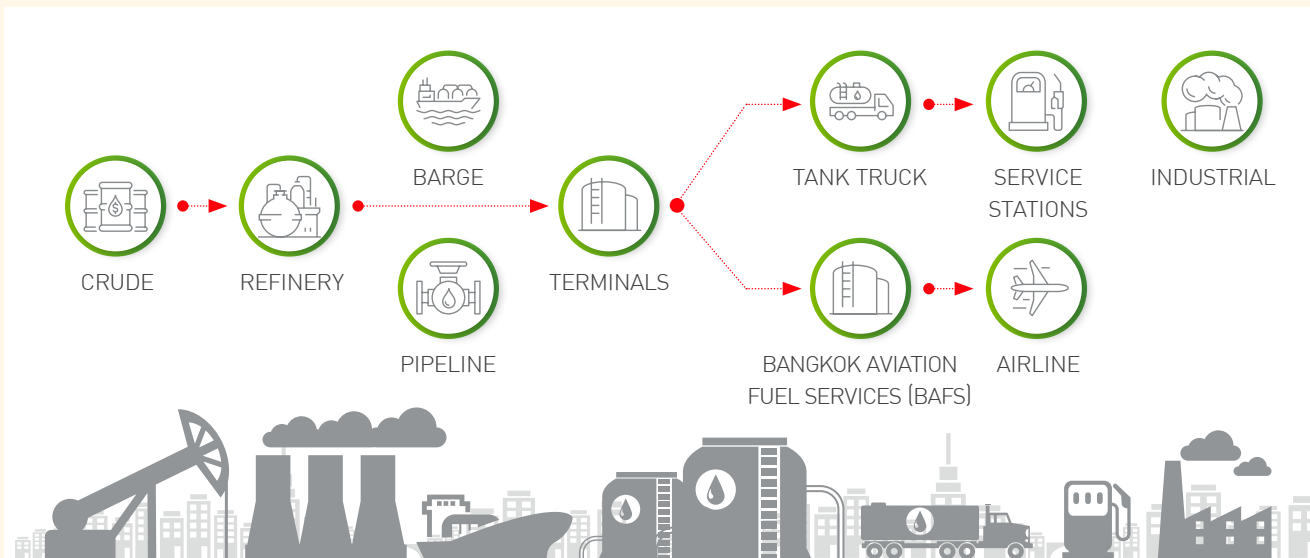 BARGE
TANK TRUCK
SERVICE
STATIONS
INDUSTRIAL
$
CRUDE
REFINERY
TERMINALS
PIPELINE
BANGKOK AVIATION
FUEL SERVICES (BAFS)
AIRLINE